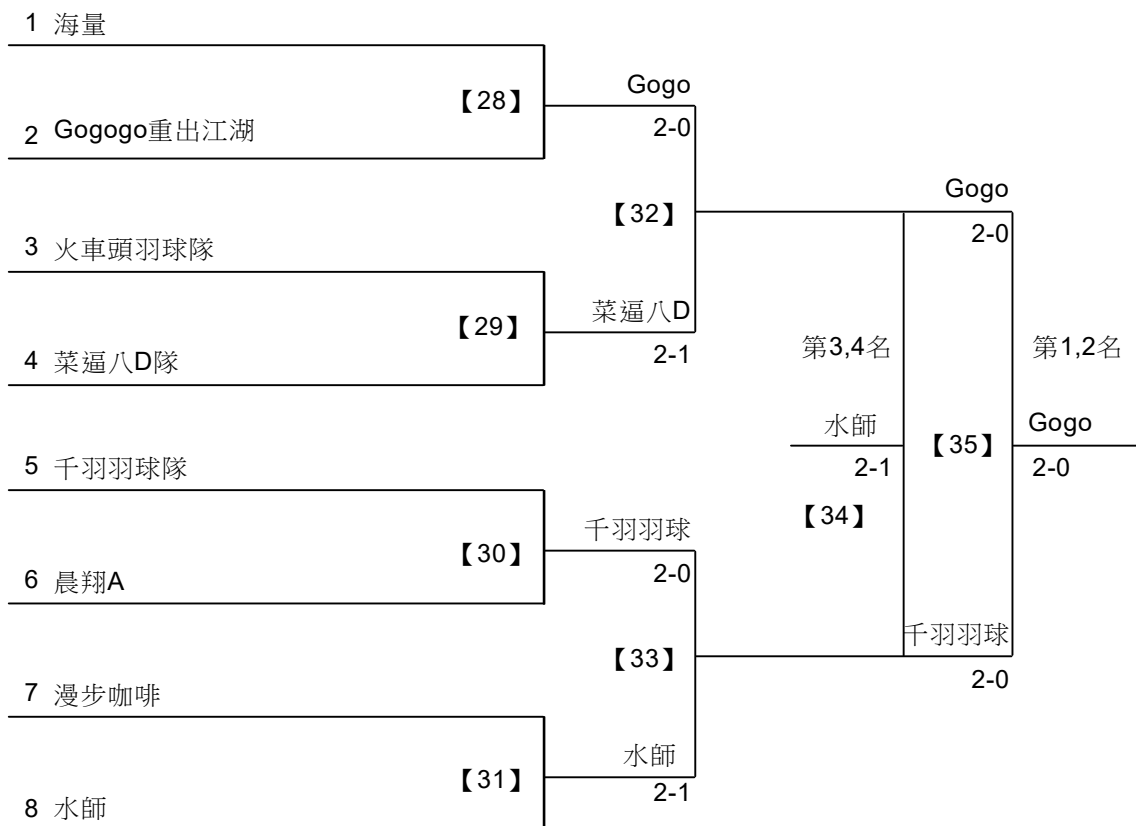 1 海量
【28】
Gogo
2-0
2 Gogogo重出江湖
【32】
Gogo
2-0
3 火車頭羽球隊
【29】
菜逼八D
2-1
4 菜逼八D隊
第3,4名
第1,2名
水師
2-1
【35】
Gogo
2-0
5 千羽羽球隊
【34】
【30】
千羽羽球
2-0
6 晨翔A
【33】
千羽羽球
2-0
7 漫步咖啡
【31】
水師
2-1
8 水師